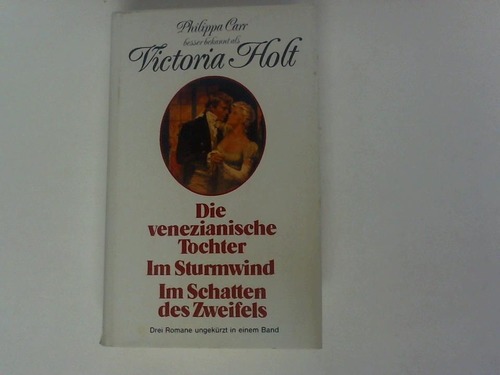 Philippa Carr
besser bekannt als
Victoria Holt
Die
venezianische
Tochter
Im Sturmwind
Im Schatten
des Zweifels
Drei Romane ungekürzt in einem Band